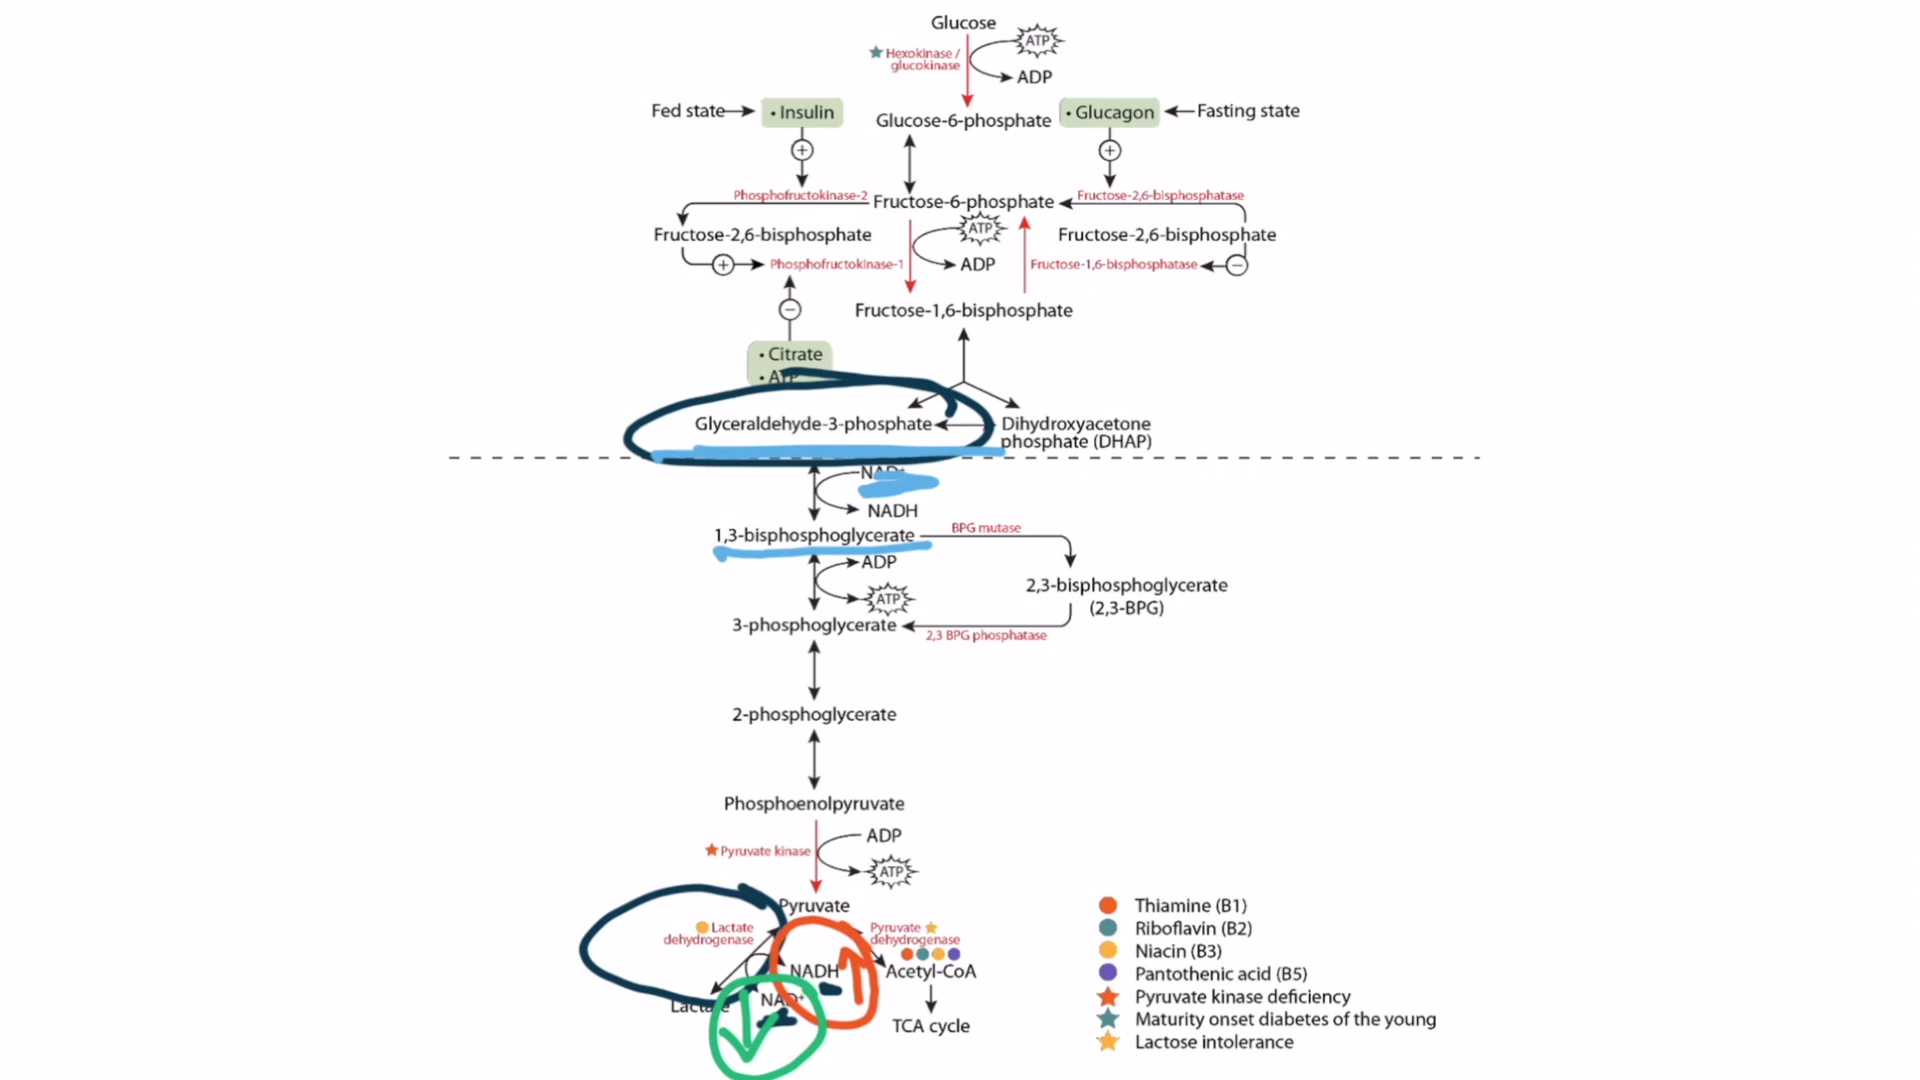 Glucose
ATP
Hexokinase /
glucokinase
ADP
Fed state
• Insulin
Glucose-6-phosphate
• Glucagon
Fasting state
+
+
Phosphofructokinase-2
Fructose-6-phosphate
Fructose-2,6-bisphosphatase
ATP
Fructose-2,6-bisphosphate
Fructose-2,6-bisphosphate
+
Phosphofructokinase-1
ADP
Fructose-1,6-bisphosphatase
−
−
Fructose-1,6-bisphosphate
• Citrate
• ATP
Glyceraldehyde-3-phosphate
Dihydroxyacetone
phosphate (DHAP)
NAD+
NADH
1,3-bisphosphoglycerate
BPG mutase
ADP
2,3-bisphosphoglycerate
(2,3-BPG)
ATP
3-phosphoglycerate
2,3 BPG phosphatase
2-phosphoglycerate
Phosphoenolpyruvate
ADP
Pyruvate kinase
ATP
Pyruvate
Lactate
dehydrogenase
Pyruvate
dehydrogenase
NADH
Acetyl-CoA
Lactate
NAD+
TCA cycle
Thiamine (B1)
Riboflavin (B2)
Niacin (B3)
Pantothenic acid (B5)
Pyruvate kinase deficiency
Maturity onset diabetes of the young
Lactose intolerance